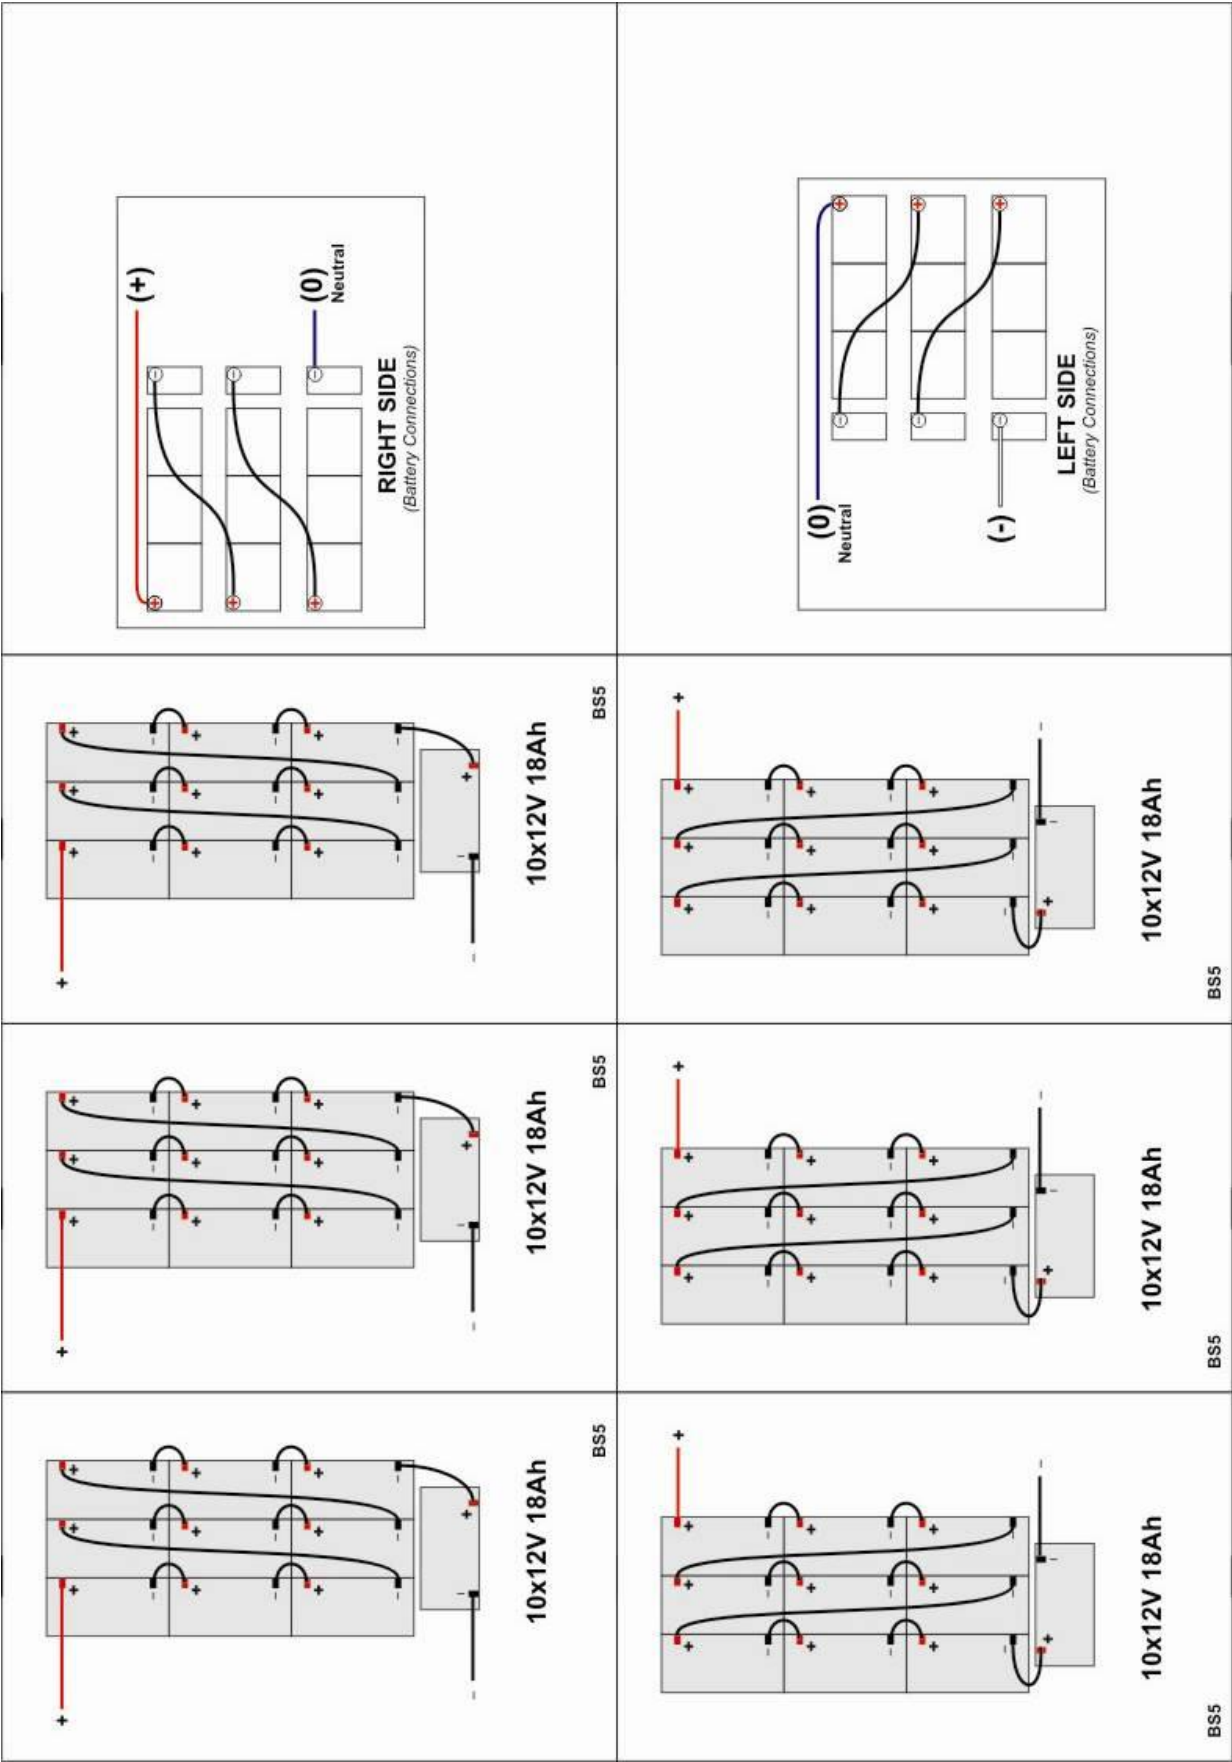 (+)
(0)
Neutral
RIGHT SIDE
(Battery Connections)
(0)
Neutral
(-)
LEFT SIDE
(Battery Connections)
10x12V 18Ah
BS5
10x12V 18Ah
BS5
10x12V 18Ah
BS5
10x12V 18Ah
BS5
10x12V 18Ah
BS5
10x12V 18Ah
BS5